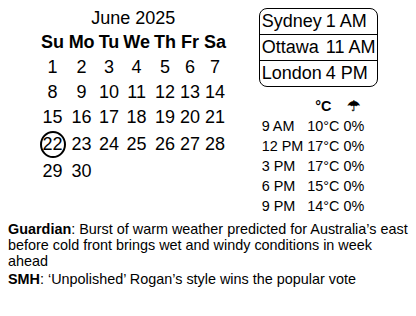 June 2025
Su Mo Tu We Th Fr Sa
1 2 3 4 5 6 7
8 9 10 11 12 13 14
15 16 17 18 19 20 21
22 23 24 25 26 27 28
29 30
Sydney 1 AM
Ottawa 11 AM
London 4 PM
°C ☂
9 AM 10°C 0%
12 PM 17°C 0%
3 PM 17°C 0%
6 PM 15°C 0%
9 PM 14°C 0%
Guardian: Burst of warm weather predicted for Australia’s east
before cold front brings wet and windy conditions in week
ahead
SMH: ‘Unpolished’ Rogan’s style wins the popular vote